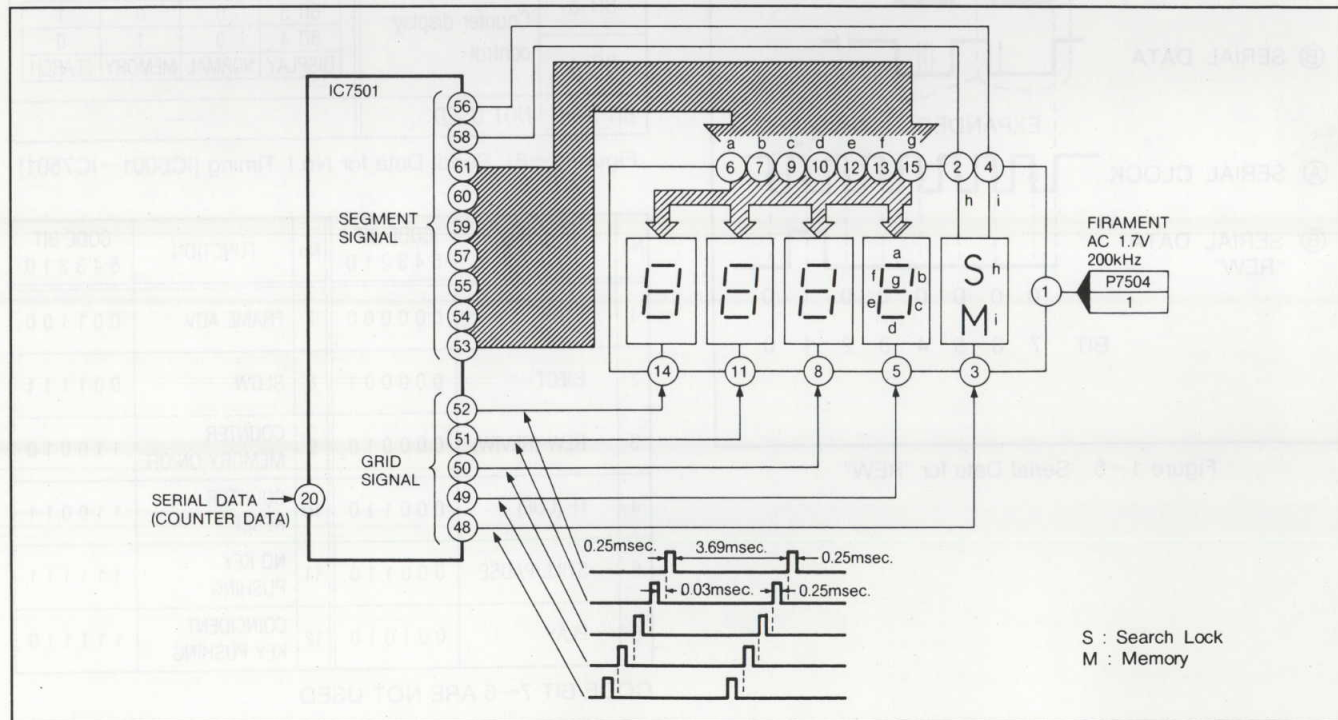 IC7501
56
58
61
60
59
57
55
54
53
SEGMENT
SIGNAL
52
51
50
49
48
GRID
SIGNAL
20
SERIAL DATA
(COUNTER DATA)
a b c d e f g
6 7 9 10 12 13 15 2 4
h i
a
f b
g
e c
d
S h
M i
14 11 8 5 3
1
FIRAMENT
AC 1.7V
200kHz
P7504
1
0.25msec. 3.69msec. 0.25msec.
0.03msec. 0.25msec.
S : Search Lock
M : Memory